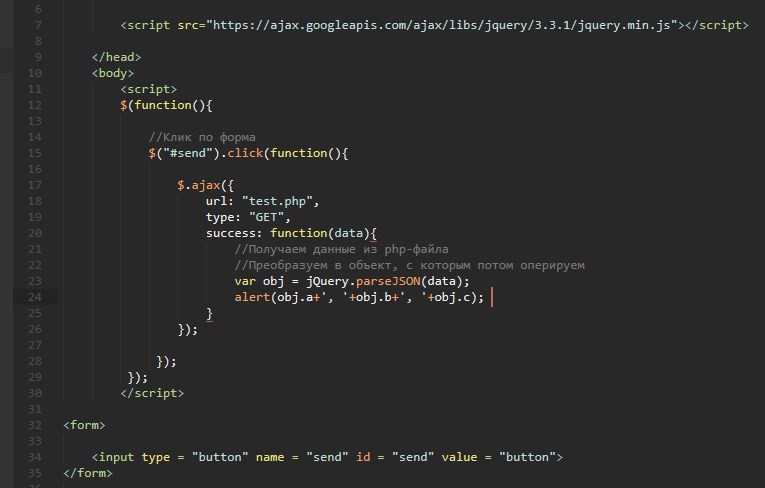 6
7 <script src="https://ajax.googleapis.com/ajax/libs/jquery/3.3.1/jquery.min.js"></script>
8
9 </head>
10 <body>
11 <script>
12 $(function(){
13
14 //Клик по форма
15 $("#send").click(function(){
16
17 $.ajax({
18 url: "test.php",
19 type: "GET",
20 success: function(data){
21 //Получаем данные из php-файла
22 //Преобразуем в объект, с которым потом оперируем
23 var obj = jQuery.parseJSON(data);
24 alert(obj.a+', '+obj.b+', '+obj.c);
25 }
26 });
27
28 });
29 });
30 </script>
31
32 <form>
33
34 <input type = "button" name = "send" id = "send" value = "button">
35 </form>
36